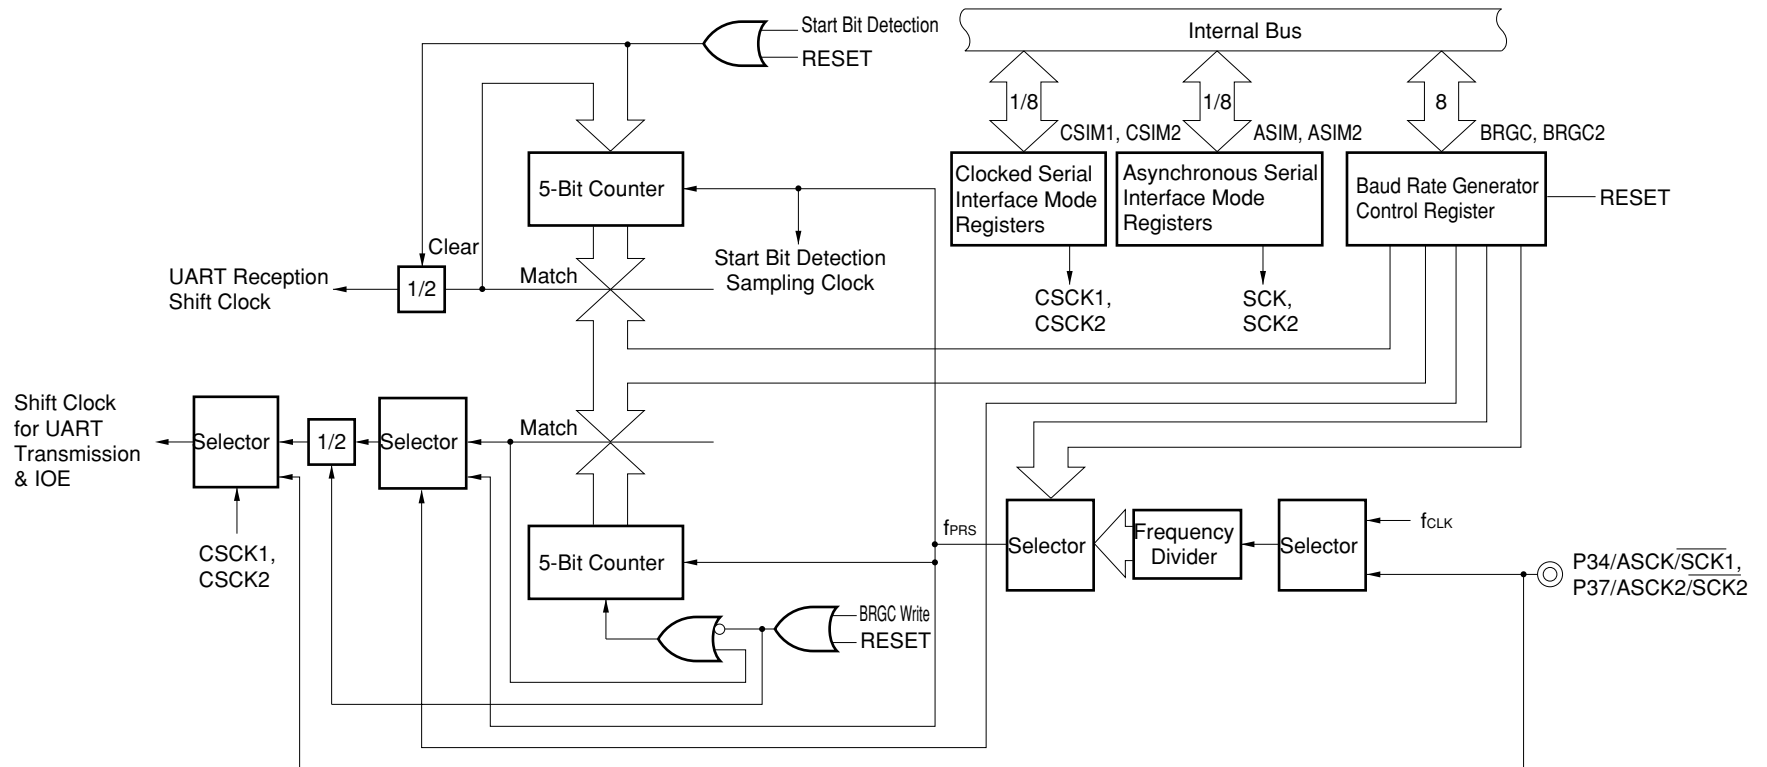 Start Bit Detection
RESET
Internal Bus
1/8
1/8
8
CSIM1, CSIM2
ASIM, ASIM2
BRGC, BRGC2
5-Bit Counter
Clocked Serial
Interface Mode
Registers
Asynchronous Serial
Interface Mode
Registers
Baud Rate Generator
Control Register
RESET
Clear
UART Reception
Shift Clock
1/2
Match
Start Bit Detection
Sampling Clock
CSCK1,
CSCK2
SCK,
SCK2
Shift Clock
for UART
Transmission
& IOE
Selector
1/2
Selector
Match
CSCK1,
CSCK2
5-Bit Counter
fPRS
Selector
Frequency
Divider
Selector
fCLK
P34/ASCK/SCK1,
P37/ASCK2/SCK2
BRGC Write
RESET